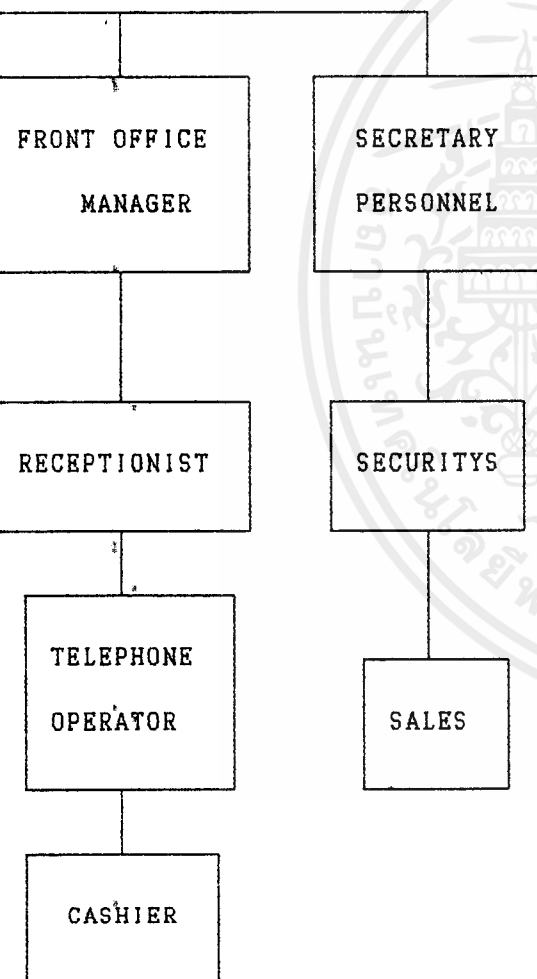 FRONT OFFICE
MANAGER
SECRETARY
PERSONNEL
RECEPTIONIST
SECURITYS
TELEPHONE
OPERATOR
SALES
CASHIER